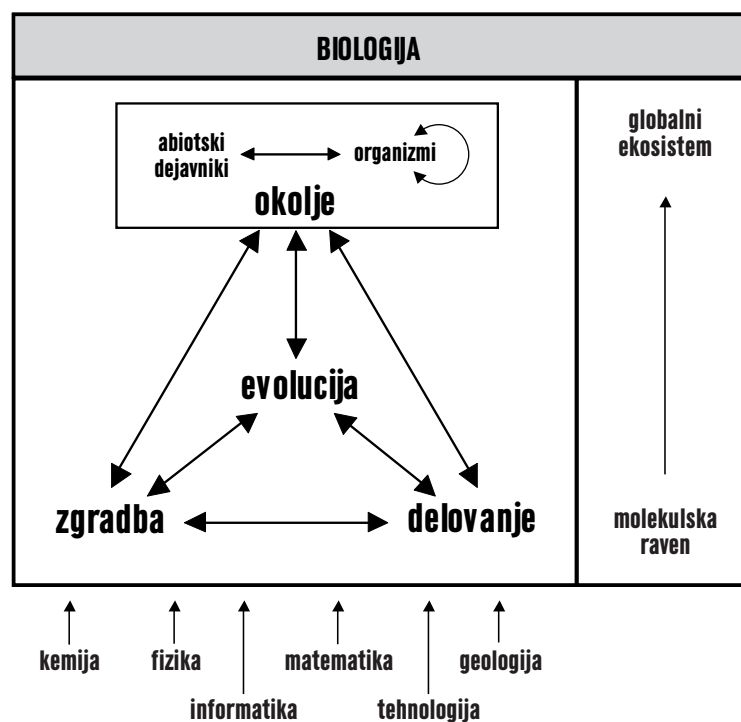 BIOLOGIJA
abiotski
dejavniki
organizmi
okolje
evolucija
zgradba
delovanje
globalni
ekosistem
molekulska
raven
kemija
fizika
matematika
geologija
informatika
tehnologija